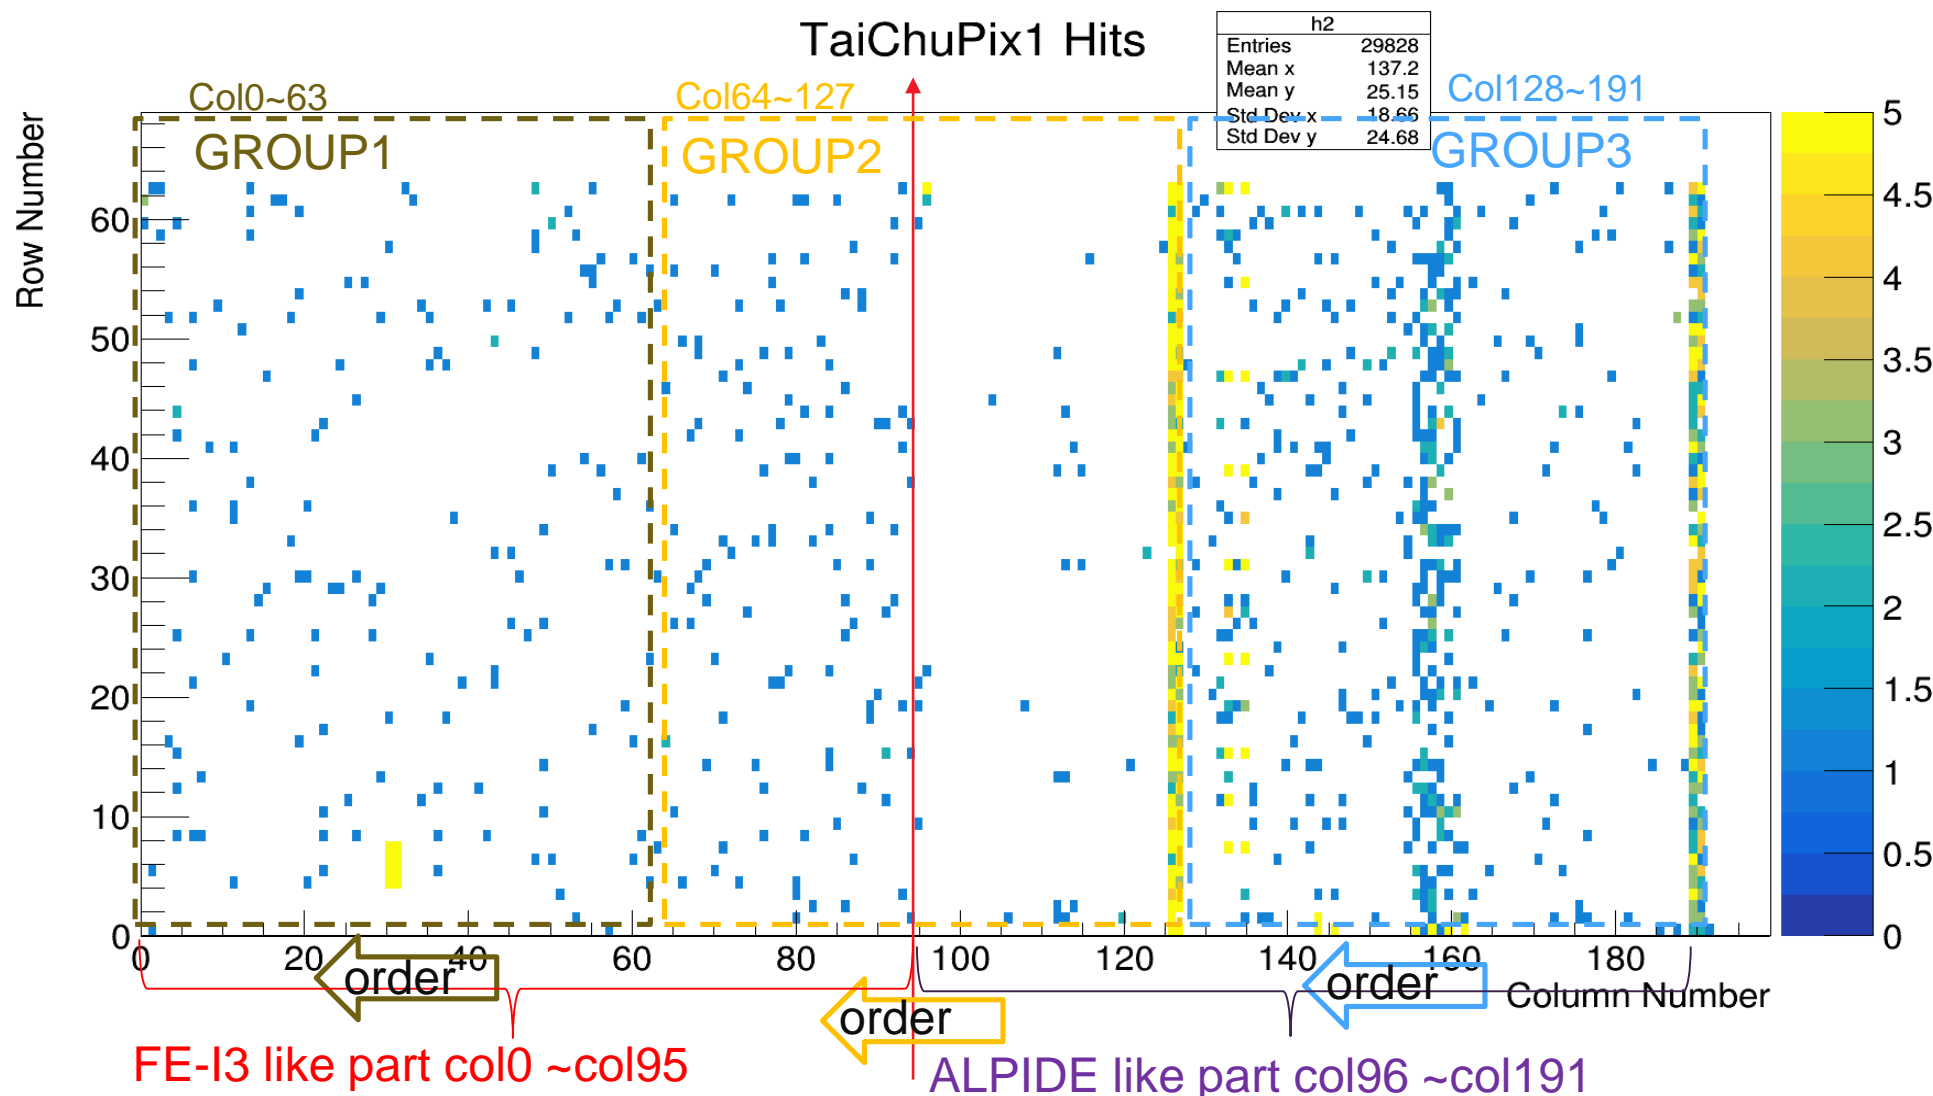 TaiChuPix1 Hits
h2
Entries 29828
Mean x 137.2
Mean y 25.15
Std Dev x 18.66
Std Dev y 24.68
Col0~63
Col64~127
Col128~191
GROUP1
GROUP2
GROUP3
Row Number
60
50
40
30
20
10
0
5
4.5
4
3.5
3
2.5
2
1.5
1
0.5
0
0 20 40 60 80 100 120 140 160 180
order
order
order
Column Number
FE-I3 like part col0 ~col95
ALPIDE like part col96 ~col191